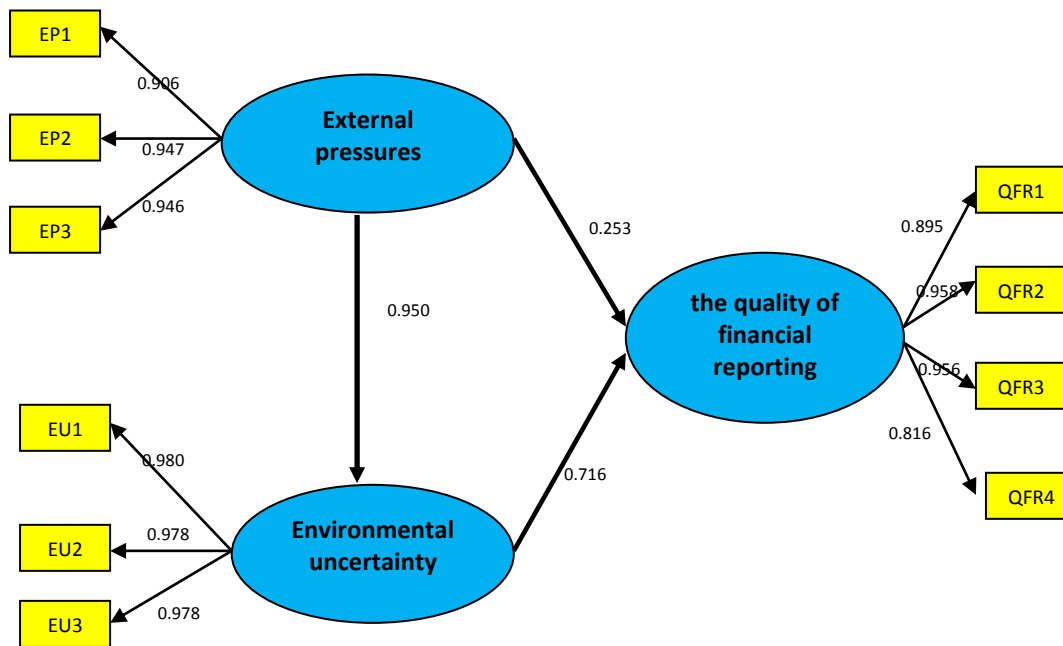 EP1
0.906
External
pressures
EP2
0.947
EP3
0.946
QFR1
0.895
0.253
the quality of
financial
reporting
QFR2
0.958
0.950
QFR3
0.956
EU1
0.980
0.816
0.716
QFR4
Environmental
uncertainty
EU2
0.978
EU3
0.978